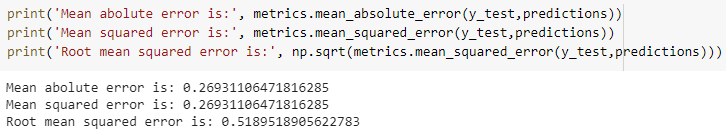 print('Mean abolute error is:', metrics.mean_absolute_error(y_test,predictions))
print('Mean squared error is:', metrics.mean_squared_error(y_test,predictions))
print('Root mean squared error is:', np.sqrt(metrics.mean_squared_error(y_test,predictions)))
Mean abolute error is: 0.26931106471816285
Mean squared error is: 0.26931106471816285
Root mean squared error is: 0.5189518905622783